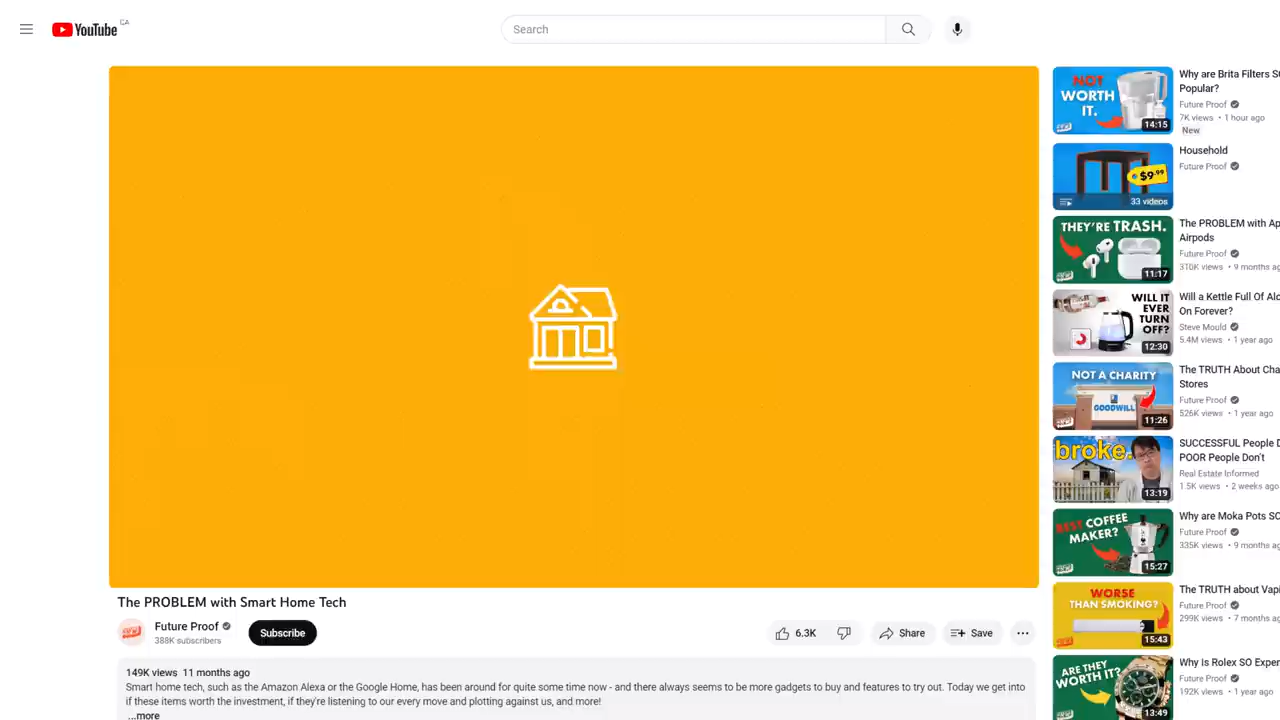 YouTube CA
Search
The PROBLEM with Smart Home Tech
Future Proof
388K subscribers
Subscribe
6.3K
Share
Save
149K views 11 months ago
Smart home tech, such as the Amazon Alexa or the Google Home, has been around for quite some time now - and there always seems to be more gadgets to buy and features to try out. Today we get into
if these items worth the investment, if they're listening to our every move and plotting against us, and more!
...more
NOT
WORTH
IT.
14:15
Why are Brita Filters SO
Popular?
Future Proof
7K views • 1 hour ago
New
$9.99
33 videos
Household
Future Proof
THEY'RE TRASH.
11:17
The PROBLEM with Ap
Airpods
Future Proof
310K views • 9 months ag
WILL IT
EVER
TURN
OFF?
12:30
Will a Kettle Full Of Alc
On Forever?
Steve Mould
5.4M views • 1 year ago
NOT A CHARITY
GOODWILL
11:26
The TRUTH About Cha
Stores
Future Proof
526K views • 1 year ago
broke.
13:19
SUCCESSFUL People D
POOR People Don't
Real Estate Informed
1.5K views • 2 weeks ago
BEST COFFEE
MAKER?
15:27
Why are Moka Pots SO
Future Proof
335K views • 9 months ag
WORSE
THAN SMOKING?
15:43
The TRUTH about Vapi
Future Proof
299K views • 7 months a
ARE THEY
WORTH IT?
13:49
Why is Rolex SO Exper
Future Proof
192K views • 1 year ago